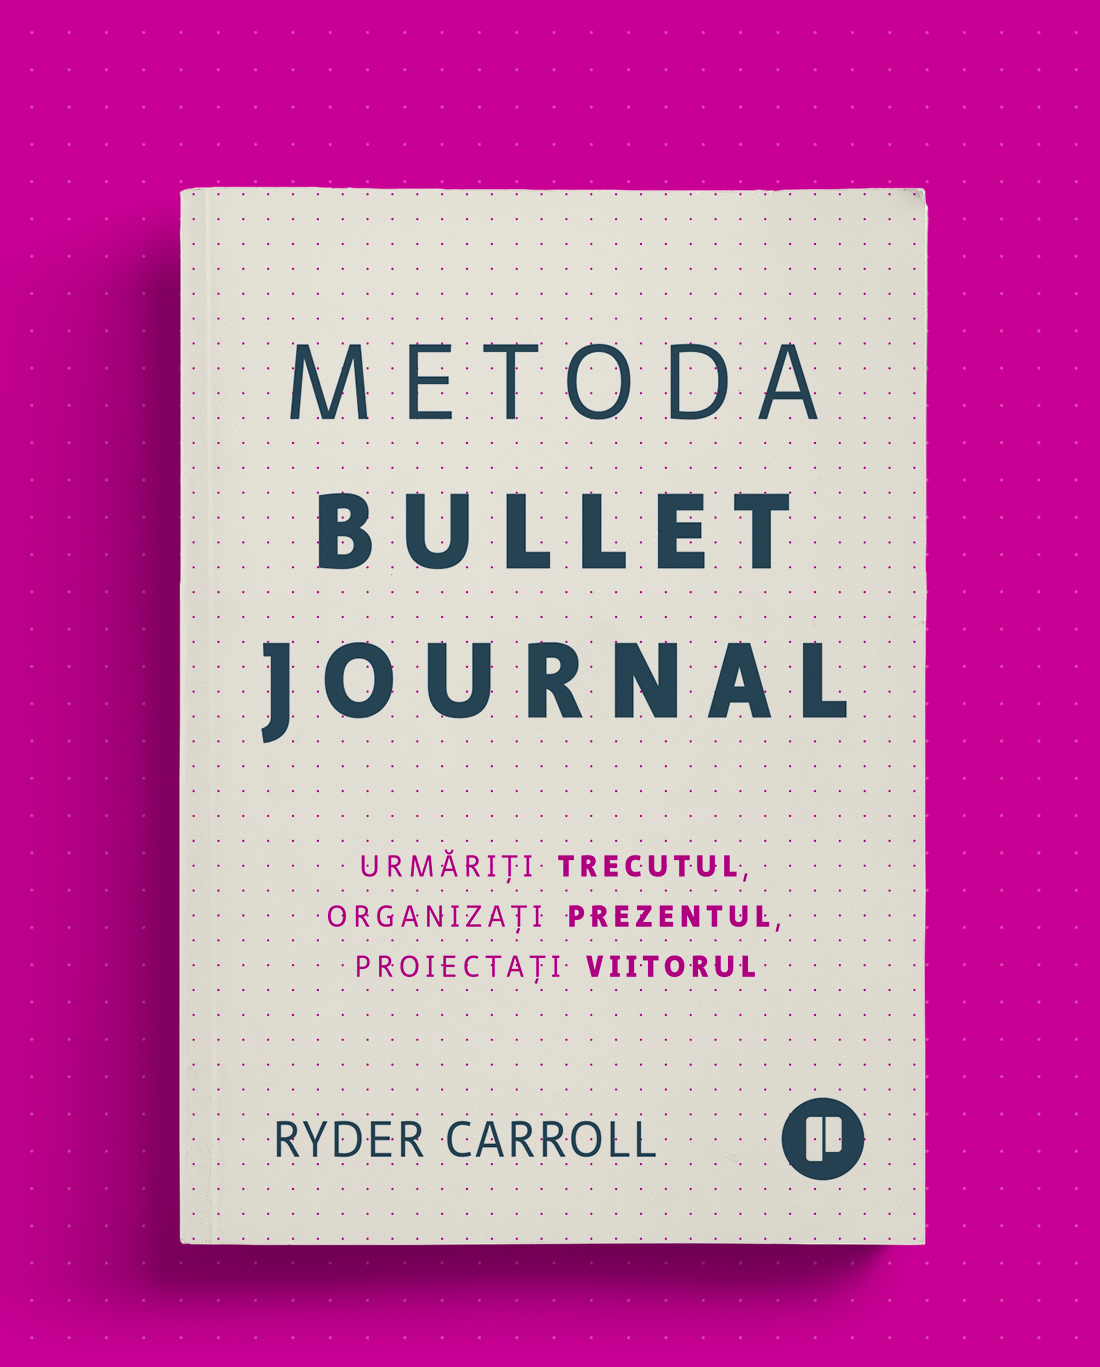 METODA
BULLET
JOURNAL
URMĂRIȚI TRECUTUL,
ORGANIZAȚI PREZENTUL,
PROIECTAȚI VIITORUL
RYDER CARROLL